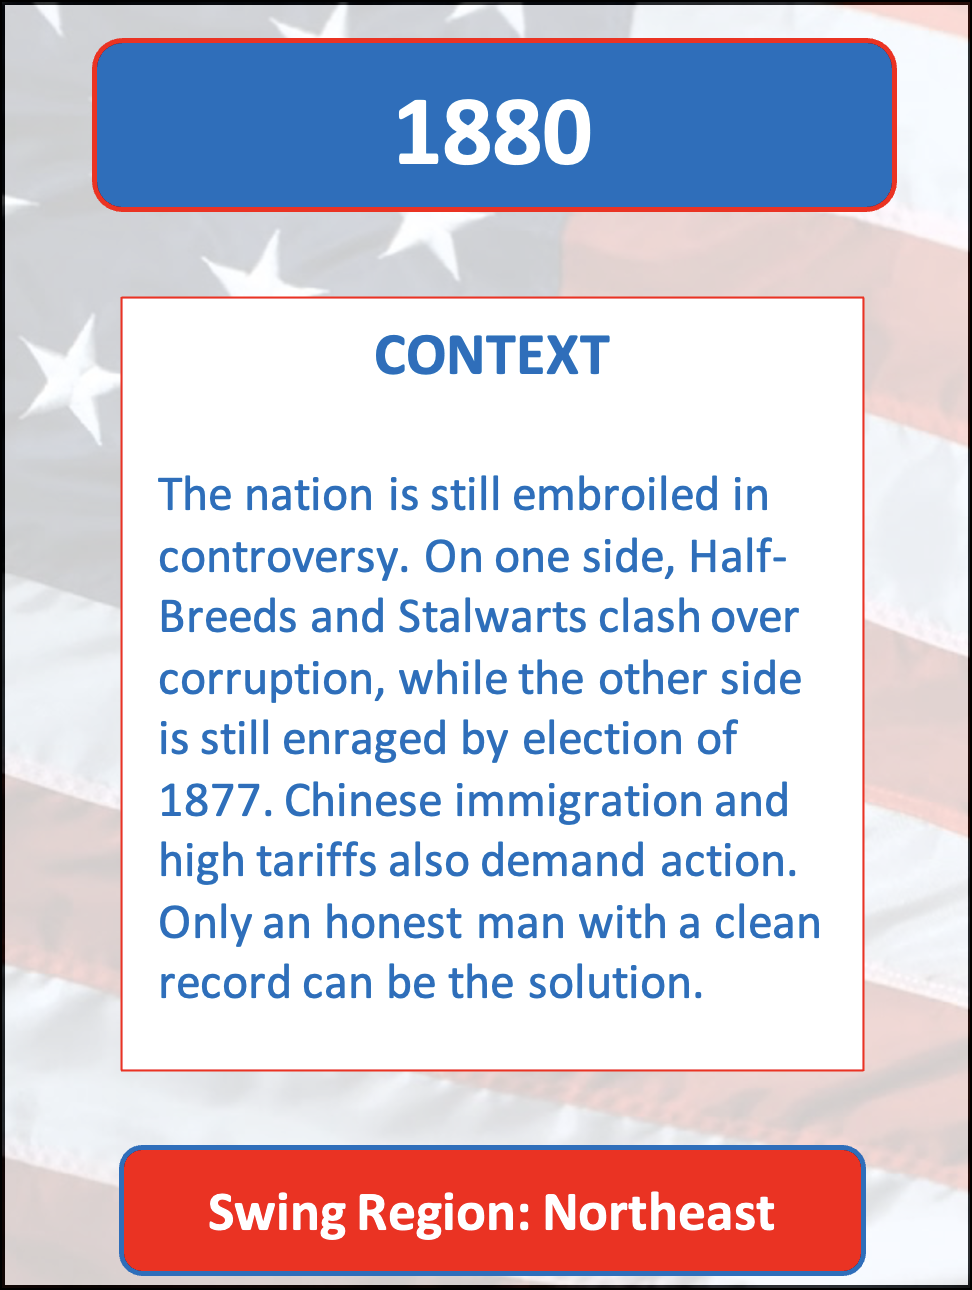 1880
CONTEXT
The nation is still embroiled in
controversy. On one side, Half-
Breeds and Stalwarts clash over
corruption, while the other side
is still enraged by election of
1877. Chinese immigration and
high tariffs also demand action.
Only an honest man with a clean
record can be the solution.
Swing Region: Northeast